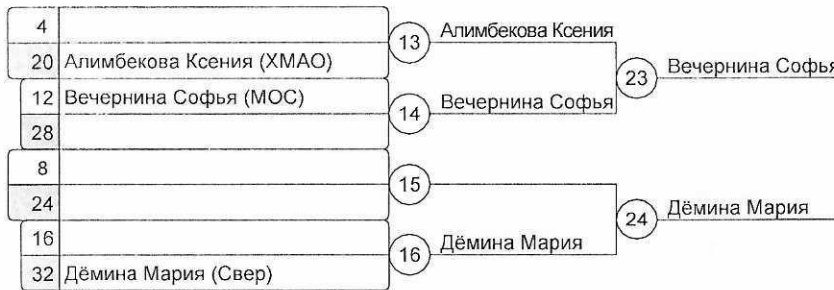 4
13 Алимбекова Ксения
20 Алимбекова Ксения (ХМАО)
23 Вечернина Софья
12 Вечернина Софья (МОС)
14 Вечернина Софья
28
8
15
24
24 Дёмина Мария
16
16 Дёмина Мария
32 Дёмина Мария (Свер)